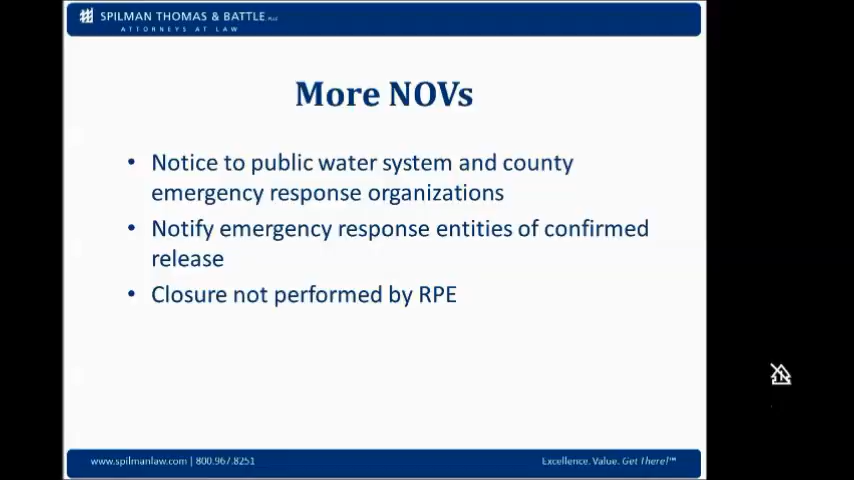 SPILMAN THOMAS & BATTLE PLLC
ATTORNEYS AT LAW
More NOVs
• Notice to public water system and county
emergency response organizations
• Notify emergency response entities of confirmed
release
• Closure not performed by RPE
www.spilmanlaw.com | 800.967.8251
Excellence. Value. Get There!™